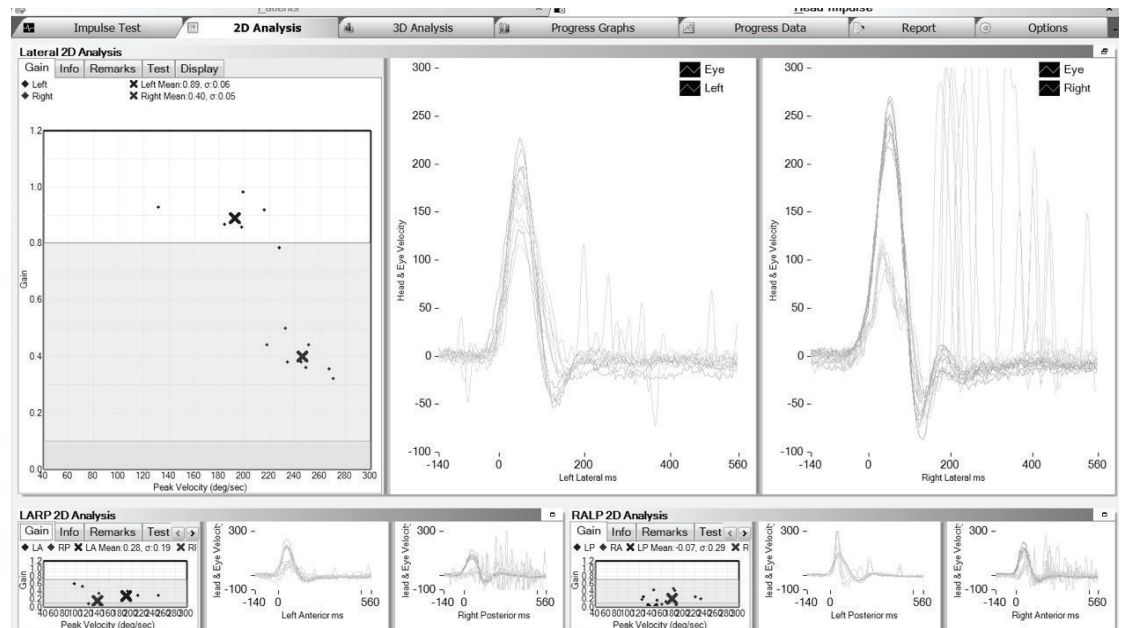 Patients
Head Impulse
Impulse Test
2D Analysis
3D Analysis
Progress Graphs
Progress Data
Report
Options
Lateral 2D Analysis
Gain Info Remarks Test Display
Left
Left Mean:0.89, σ:0.06
Right
Right Mean:0.40, σ:0.05
1.2
1.0
0.8
0.6
0.4
0.2
0.0
Gain
40 60 80 100 120 140 160 180 200 220 240 260 280 300
Peak Velocity (deg/sec)
300
250
200
150
100
50
0
-50
-100
Head & Eye Velocity
-140 0 200 400 560
Left Lateral ms
Eye
Left
300
250
200
150
100
50
0
-50
-100
Head & Eye Velocity
-140 0 200 400 560
Right Lateral ms
Eye
Right
LARP 2D Analysis
Gain Info Remarks Test
LA RP LA Mean:0.28, σ:0.19
Gain
Peak Velocity (deg/sec)
300
-100
-140 0 560
Left Anterior ms
300
-100
-140 0 560
Right Posterior ms
RALP 2D Analysis
Gain Info Remarks Test
LP RA LP Mean:-0.07, σ:0.29 R
Gain
Peak Velocity (deg/sec)
300
-100
-140 0 560
Left Posterior ms
300
-100
-140 0 560
Right Anterior ms